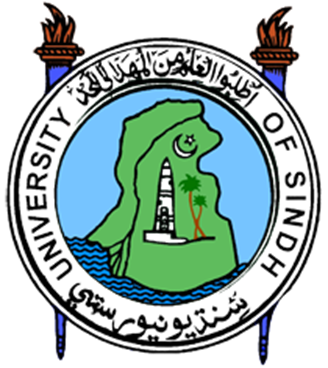 اطلبوا العلم من المهد الى اللحد
UNIVERSITY OF SINDH
سنڌ يونيورسٽي